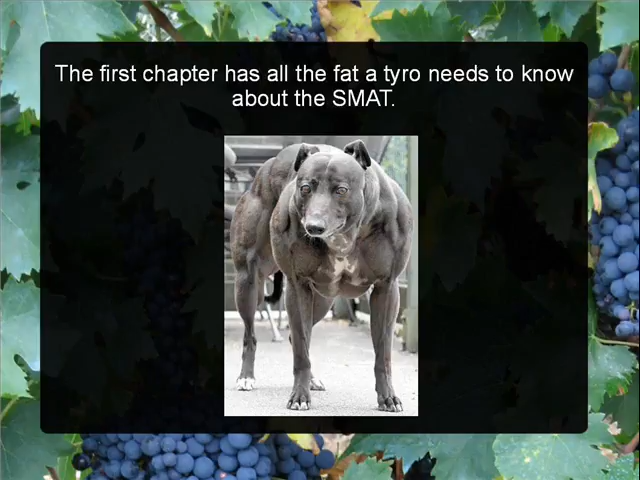 The first chapter has all the fat a tyro needs to know
about the SMAT.